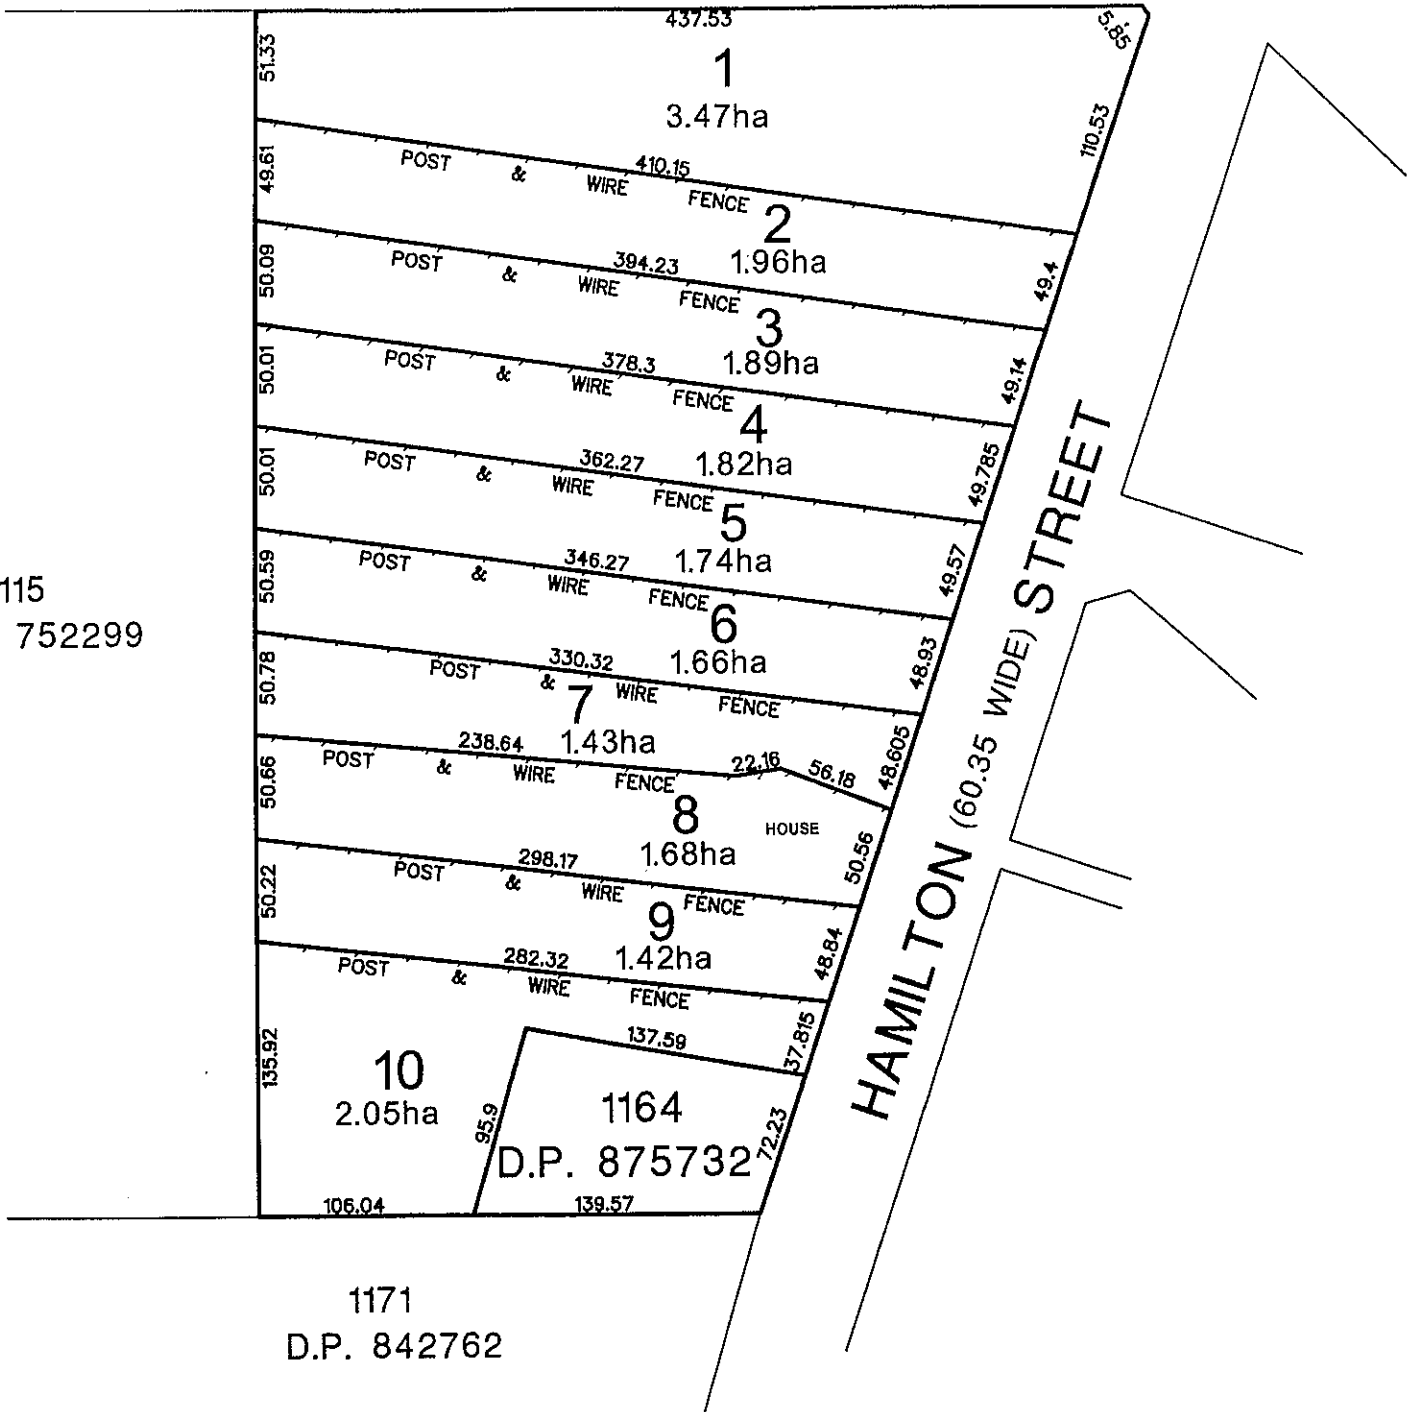 437.53
5.85
51.33
1
3.47ha
110.53
POST & WIRE FENCE
410.15
49.61
2
1.96ha
49.4
POST & WIRE FENCE
394.23
50.09
3
1.89ha
49.14
POST & WIRE FENCE
378.3
50.01
4
1.82ha
49.785
POST & WIRE FENCE
362.27
50.01
5
1.74ha
49.57
POST & WIRE FENCE
346.27
50.59
6
1.66ha
48.93
POST & WIRE FENCE
330.32
50.78
7
1.43ha
48.605
POST & WIRE FENCE
238.64
22.16
56.18
50.66
8
1.68ha
HOUSE
50.56
POST & WIRE FENCE
298.17
50.22
9
1.42ha
48.84
POST & WIRE FENCE
282.32
135.92
10
2.05ha
37.815
137.59
95.9
1164
D.P. 875732
72.23
106.04
139.57
115
752299
HAMILTON (60.35 WIDE) STREET
1171
D.P. 842762